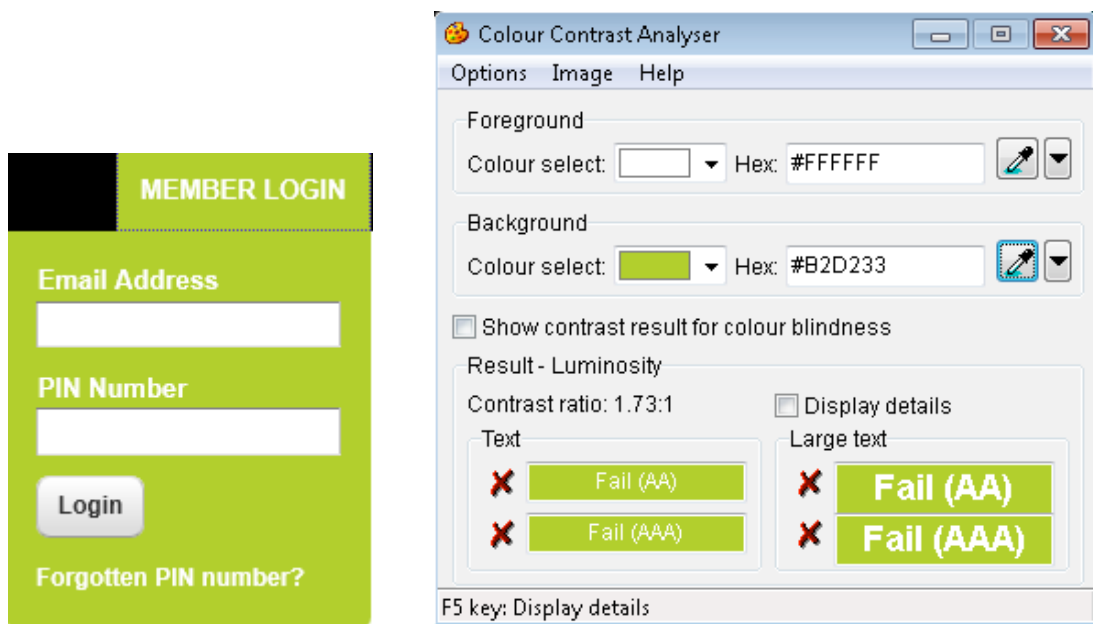 MEMBER LOGIN
Email Address
PIN Number
Login
Forgotten PIN number?
Colour Contrast Analyser
Options Image Help
Foreground
Colour select: Hex: #FFFFFF
Background
Colour select: Hex: #B2D233
Show contrast result for colour blindness
Result - Luminosity
Contrast ratio: 1.73:1 Display details
Text Large text
Fail (AA) Fail (AA)
Fail (AAA) Fail (AAA)
F5 key: Display details